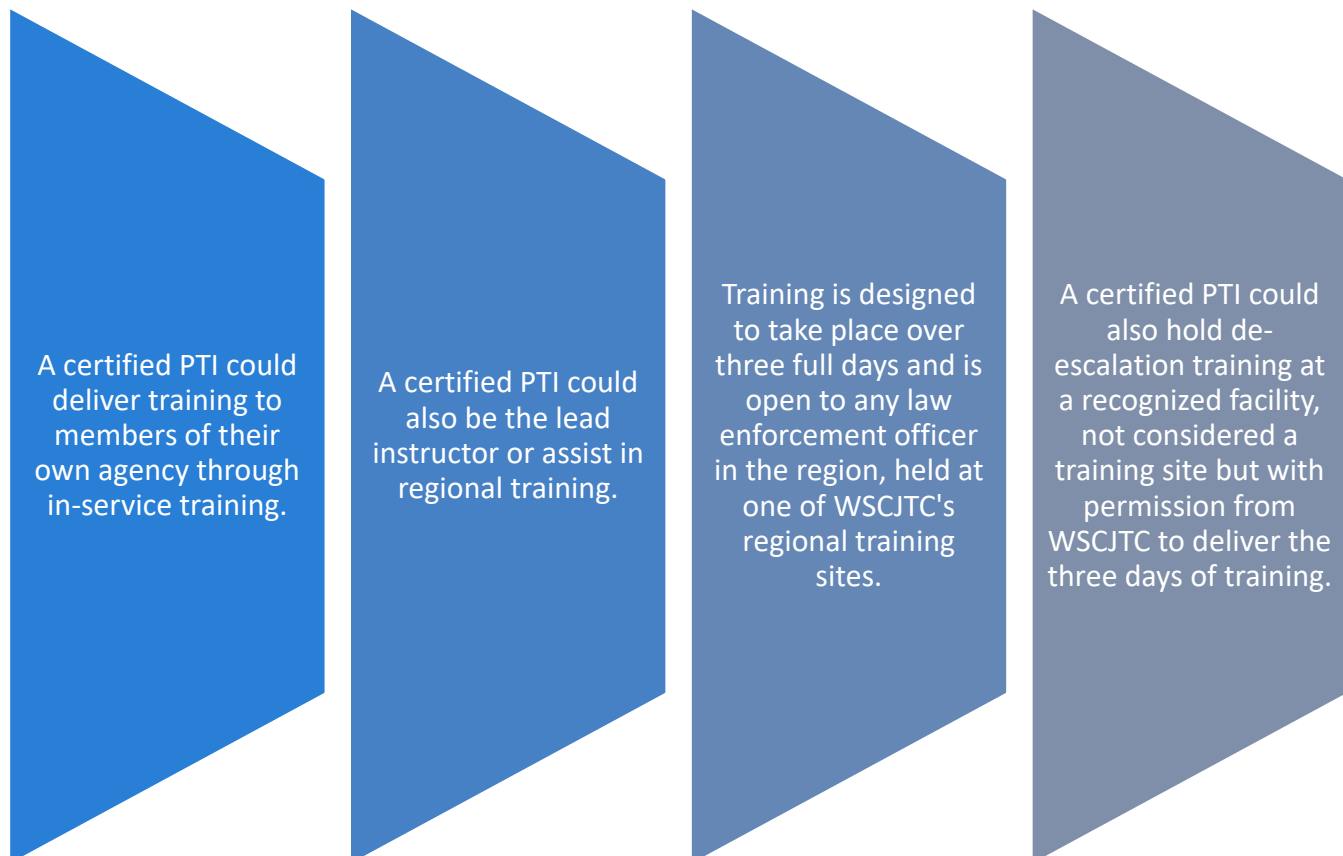 A certified PTI could
deliver training to
members of their
own agency through
in-service training.
A certified PTI could
also be the lead
instructor or assist in
regional training.
Training is designed
to take place over
three full days and is
open to any law
enforcement officer
in the region, held at
one of WSCJTC's
regional training
sites.
A certified PTI could
also hold de-
escalation training at
a recognized facility,
not considered a
training site but with
permission from
WSCJTC to deliver the
three days of training.